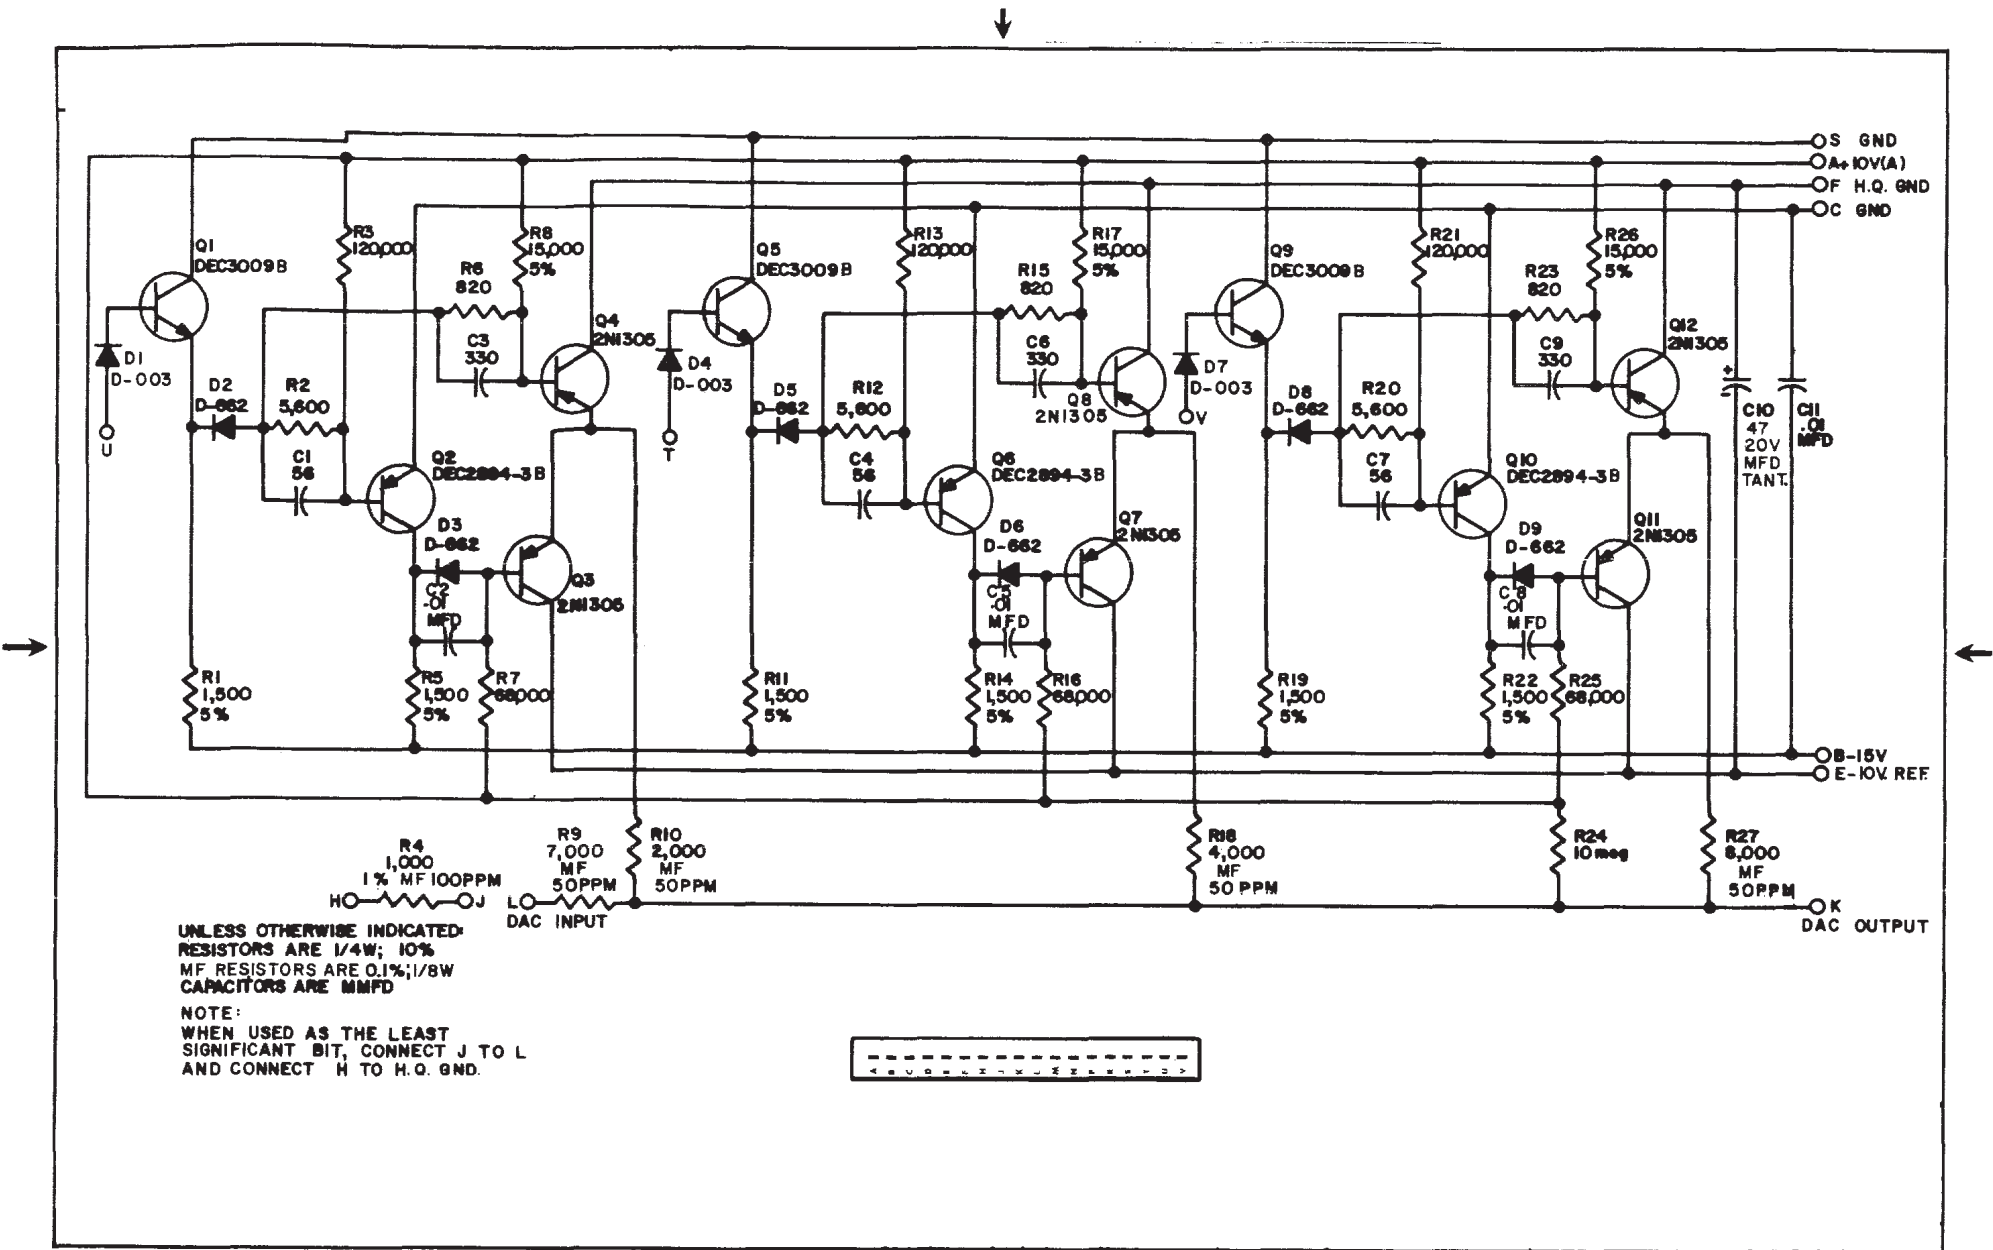 S GND
A+10V(A)
F H.Q. GND
C GND
Q1
DEC3009B
R3
120,000
R8
15,000
5%
R6
820
C3
330
Q4
2N1305
D1
D-003
U
D2
D-662
R2
5,600
C1
56
Q2
DEC2894-3B
D3
D-662
C2
.01
MFD
Q3
2N1305
R1
1,500
5%
R5
1,500
5%
R7
68,000
Q5
DEC3009B
R13
120,000
R17
15,000
5%
R15
820
C6
330
Q8
2N1305
D4
D-003
T
D5
D-662
R12
5,600
C4
56
Q6
DEC2894-3B
D6
D-662
C5
.01
MFD
Q7
2N1305
R11
1,500
5%
R14
1,500
5%
R16
68,000
Q9
DEC3009B
R21
120,000
R26
15,000
5%
R23
820
C9
330
Q12
2N1305
D7
D-003
V
D8
D-662
R20
5,600
C7
56
Q10
DEC2894-3B
D9
D-662
C8
.01
MFD
Q11
2N1305
R19
1,500
5%
R22
1,500
5%
R25
68,000
+
-
C10
47
20V
MFD
TANT.
C11
.01
MFD
B-15V
E-10V. REF.
R4
1,000
1% MF 100PPM
H J
R9
7,000
MF
50PPM
L
DAC INPUT
R10
2,000
MF
50PPM
R18
4,000
MF
50 PPM
R24
10 meg
R27
8,000
MF
50PPM
K
DAC OUTPUT
UNLESS OTHERWISE INDICATED:
RESISTORS ARE 1/4W; 10%
MF RESISTORS ARE 0.1%; 1/8W
CAPACITORS ARE MMFD
NOTE:
WHEN USED AS THE LEAST
SIGNIFICANT BIT, CONNECT J TO L
AND CONNECT H TO H.Q. GND.
A B C D E F H J K L M N P R S T U V